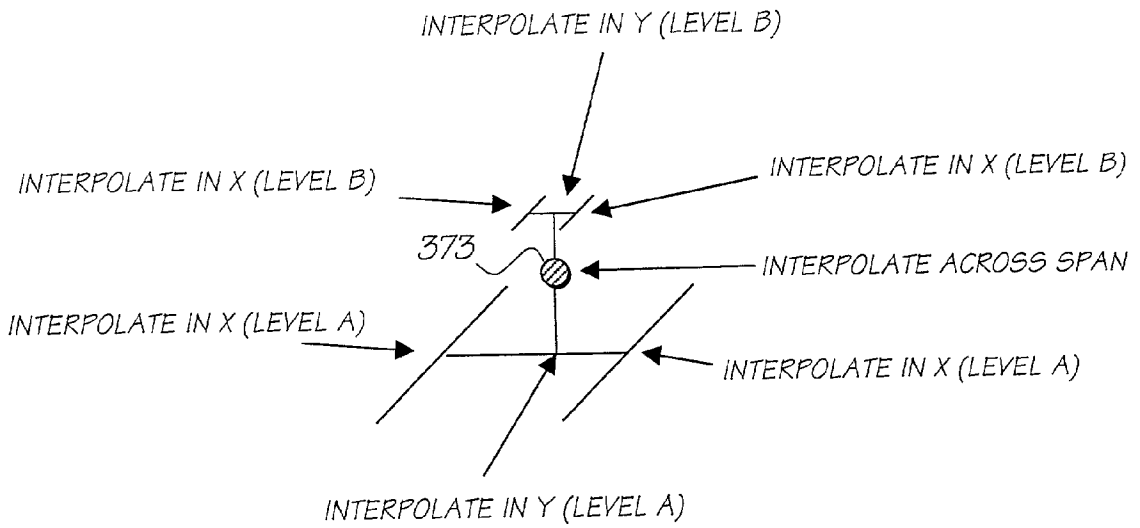 INTERPOLATE IN Y (LEVEL B)
INTERPOLATE IN X (LEVEL B)
INTERPOLATE IN X (LEVEL B)
373
INTERPOLATE ACROSS SPAN
INTERPOLATE IN X (LEVEL A)
INTERPOLATE IN X (LEVEL A)
INTERPOLATE IN Y (LEVEL A)